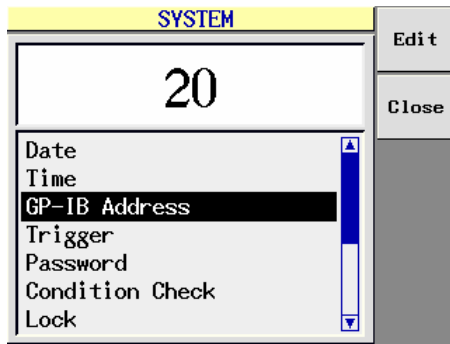 SYSTEM
20
Date
Time
GP-IB Address
Trigger
Password
Condition Check
Lock
Edit
Close